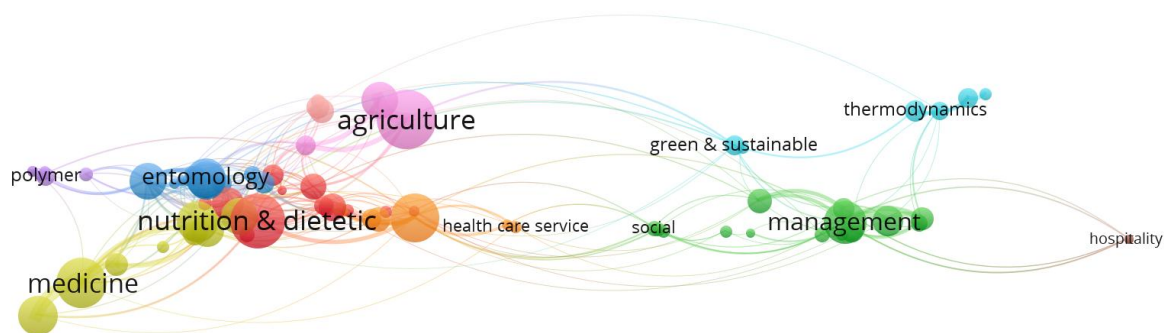 thermodynamics
agriculture
green & sustainable
polymer
entomology
nutrition & dietetic
health care service
social
management
hospitality
medicine